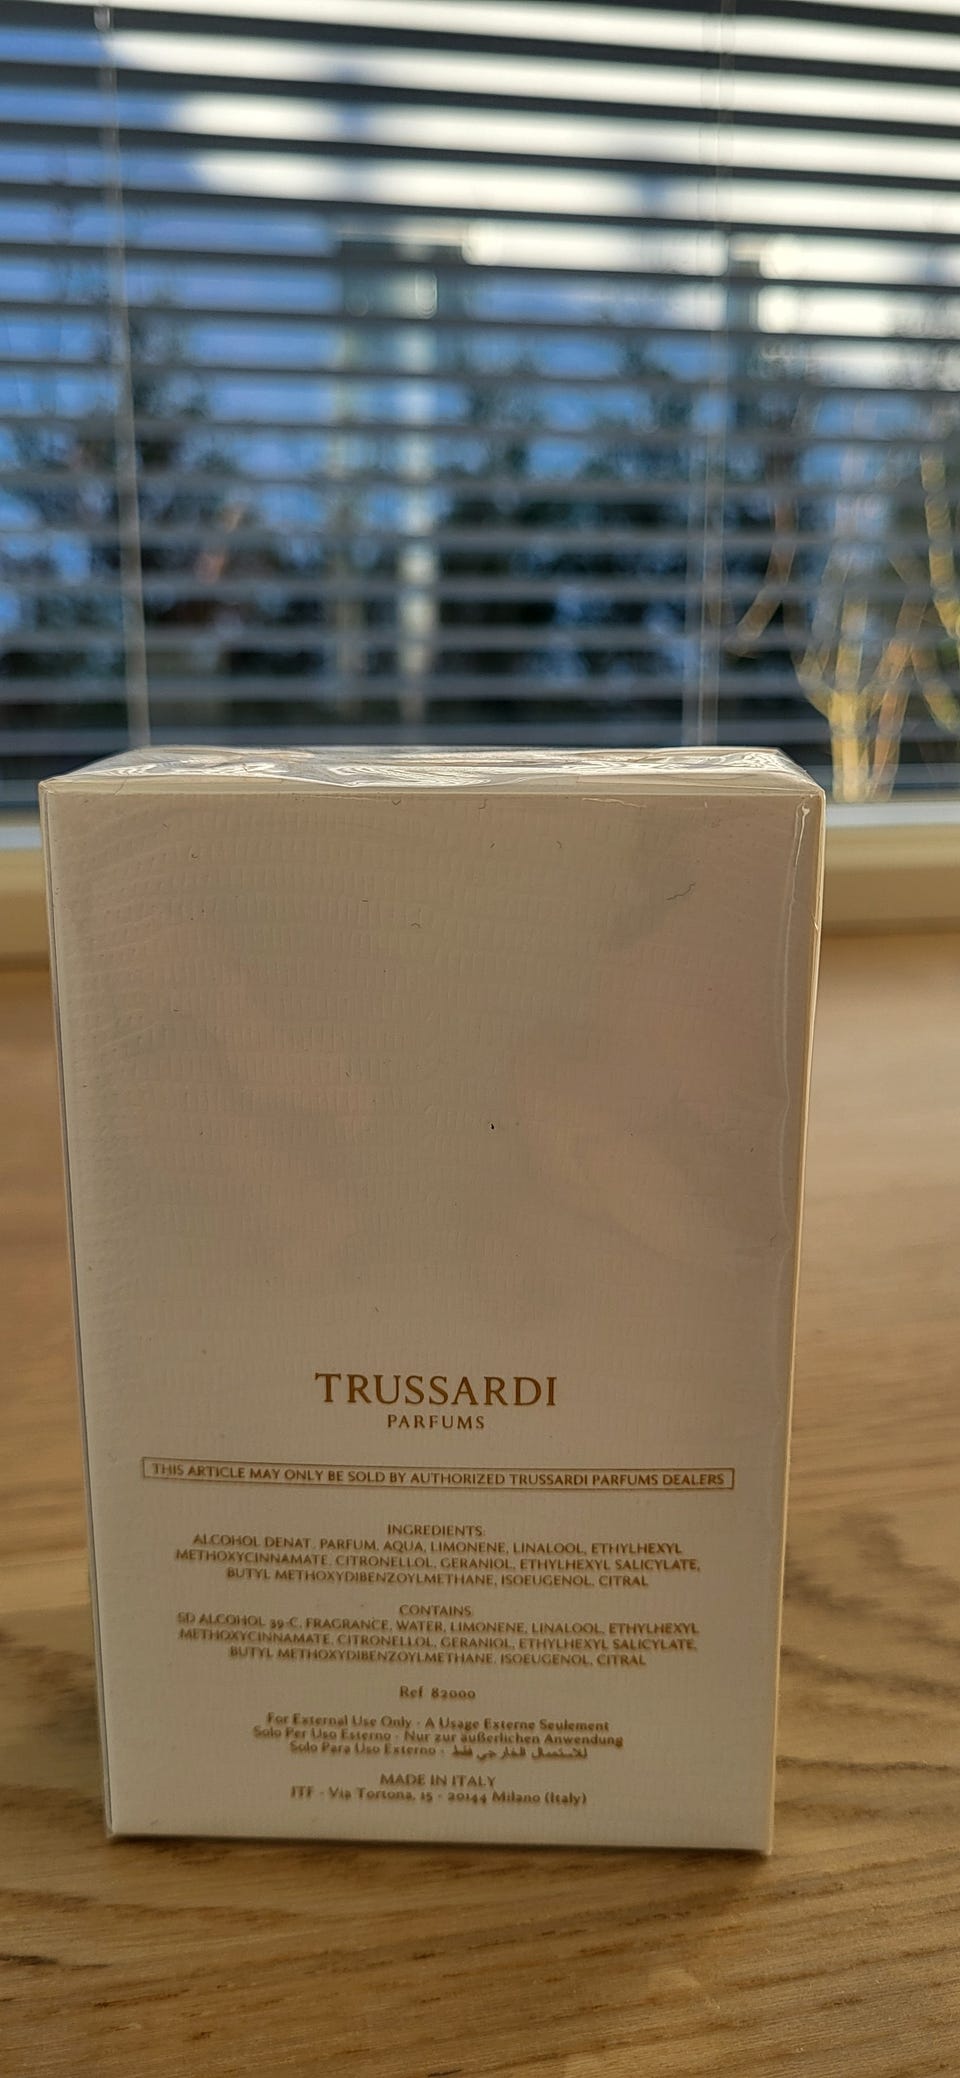 TRUSSARDI
PARFUMS
THIS ARTICLE MAY ONLY BE SOLD BY AUTHORIZED TRUSSARDI PARFUMS DEALERS
INGREDIENTS:
ALCOHOL DENAT. PARFUM, AQUA, LIMONENE, LINALOOL, ETHYLHEXYL
METHOXYCINNAMATE, CITRONELLOL, GERANIOL, ETHYLHEXYL SALICYLATE,
BUTYL METHOXYDIBENZOYLMETHANE, ISOEUGENOL, CITRAL
CONTAINS
SD ALCOHOL 39-C, FRAGRANCE, WATER, LIMONENE, LINALOOL, ETHYLHEXYL
METHOXYCINNAMATE, CITRONELLOL, GERANIOL, ETHYLHEXYL SALICYLATE,
BUTYL METHOXYDIBENZOYLMETHANE, ISOEUGENOL, CITRAL
Ref 82000
For External Use Only - A Usage Externe Seulement
Solo Per Uso Esterno - Nur zur äußerlichen Anwendung
Solo Para Uso Externo - للاستعمال الخارجي فقط
MADE IN ITALY
ITF - Via Tortona, 15 - 20144 Milano (Italy)